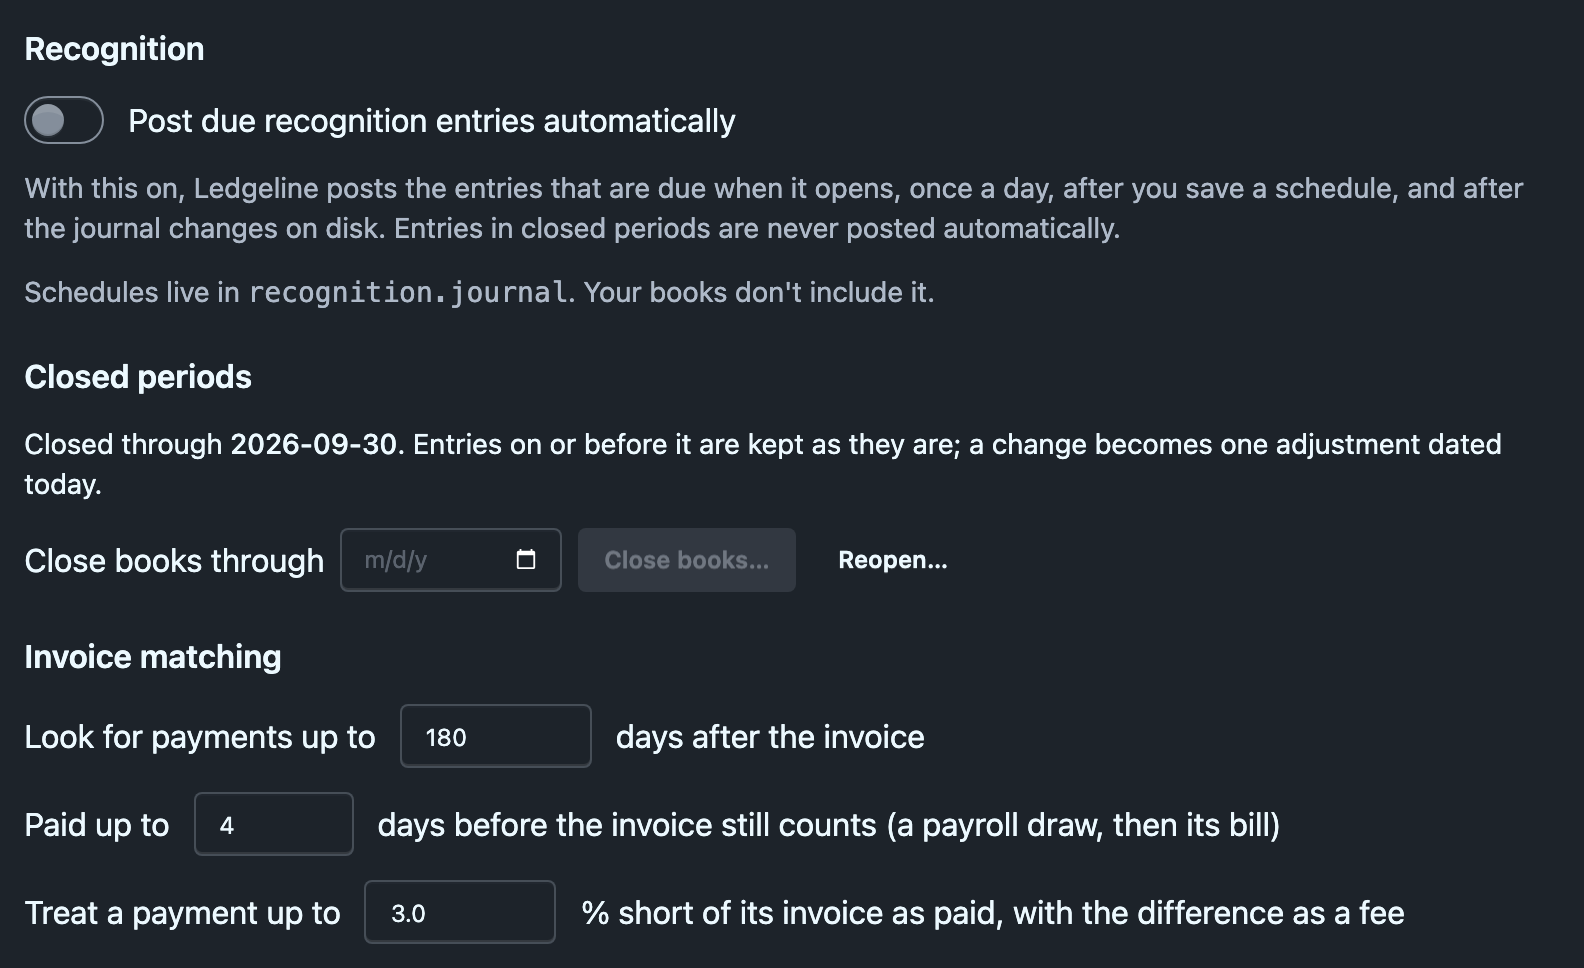 Recognition
Post due recognition entries automatically
With this on, Ledgeline posts the entries that are due when it opens, once a day, after you save a schedule, and after
the journal changes on disk. Entries in closed periods are never posted automatically.
Schedules live in recognition.journal. Your books don't include it.
Closed periods
Closed through 2026-09-30. Entries on or before it are kept as they are; a change becomes one adjustment dated
today.
Close books through m/d/y Close books... Reopen...
Invoice matching
Look for payments up to 180 days after the invoice
Paid up to 4 days before the invoice still counts (a payroll draw, then its bill)
Treat a payment up to 3.0 % short of its invoice as paid, with the difference as a fee